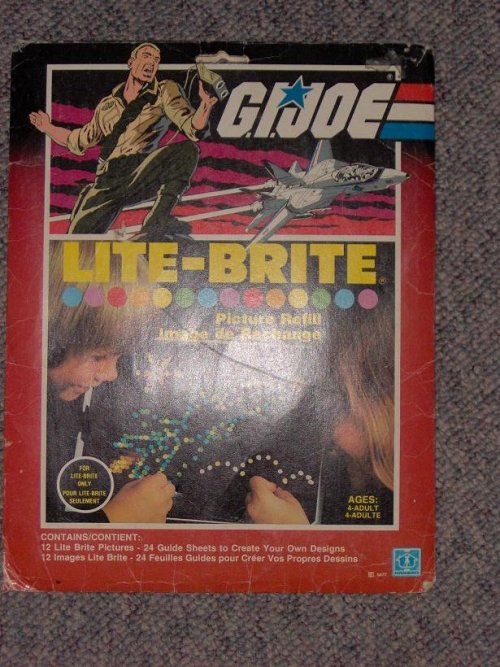 GIJOE
LITE-BRITE®
Picture Refill
Image de Rechange
FOR
LITE-BRITE
ONLY
POUR LITE-BRITE
SEULEMENT
AGES:
4-ADULT
4-ADULTE
CONTAINS/CONTIENT:
12 Lite Brite Pictures - 24 Guide Sheets to Create Your Own Designs
12 Images Lite Brite - 24 Feuilles Guides pour Créer Vos Propres Dessins